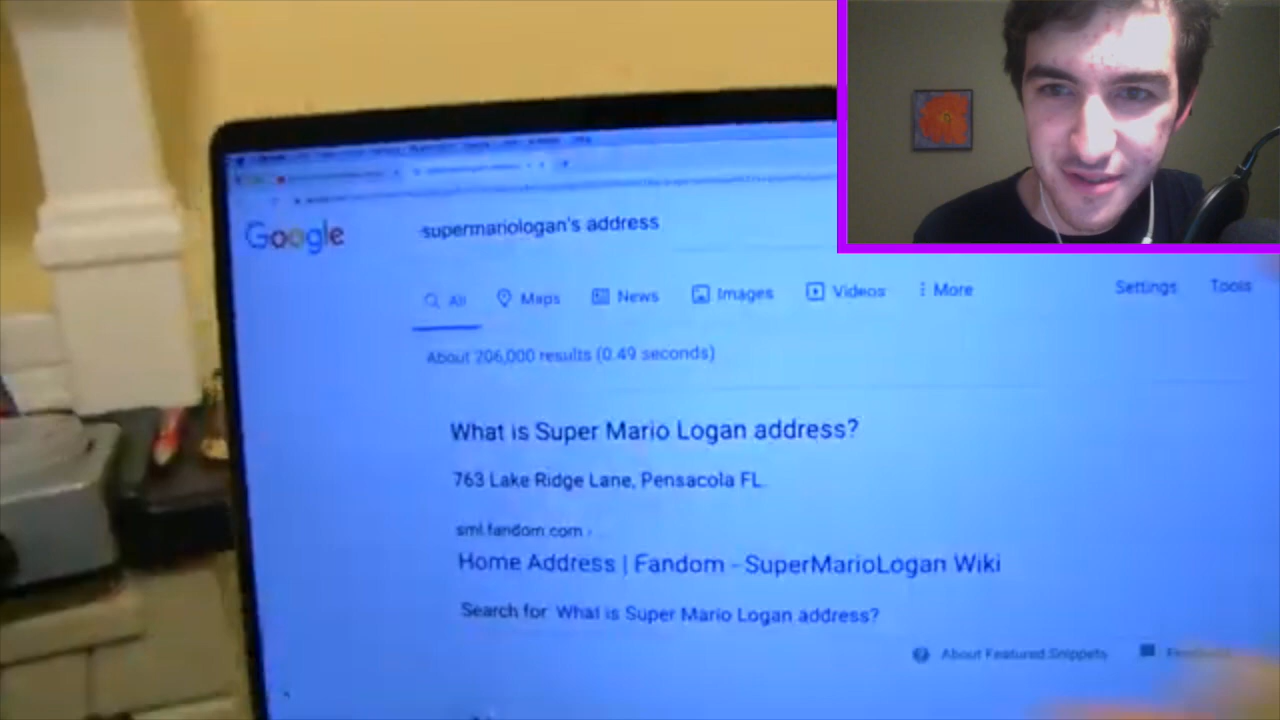 Google
supermariologan's address
All Maps News Images Videos More Settings Tools
About 206,000 results (0.49 seconds)
What is Super Mario Logan address?
763 Lake Ridge Lane, Pensacola FL
sml.fandom.com ›
Home Address | Fandom - SuperMarioLogan Wiki
Search for What is Super Mario Logan address?
About Featured Snippets